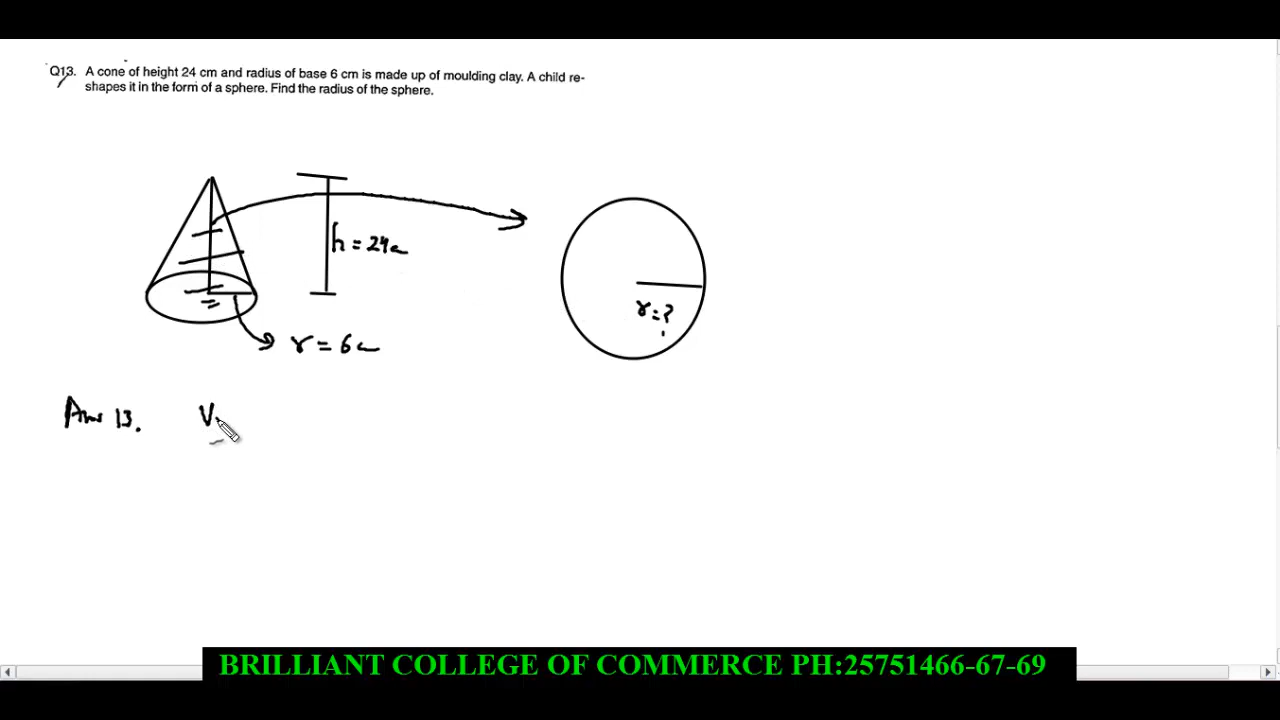 Q13. A cone of height 24 cm and radius of base 6 cm is made up of moulding clay. A child re-
shapes it in the form of a sphere. Find the radius of the sphere.
h = 24c
r = ?
r = 6c
Ans 13. V
BRILLIANT COLLEGE OF COMMERCE PH:25751466-67-69